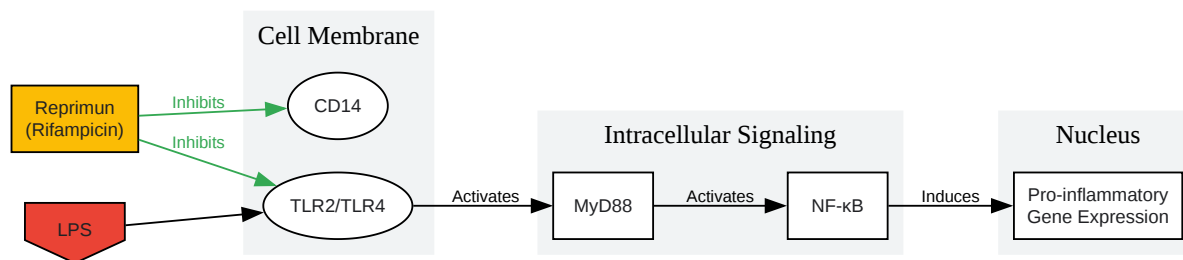 Cell Membrane
Reprimun
(Rifampicin)
Inhibits
CD14
Inhibits
LPS
TLR2/TLR4
Activates
Intracellular Signaling
MyD88
Activates
NF-κB
Induces
Nucleus
Pro-inflammatory
Gene Expression